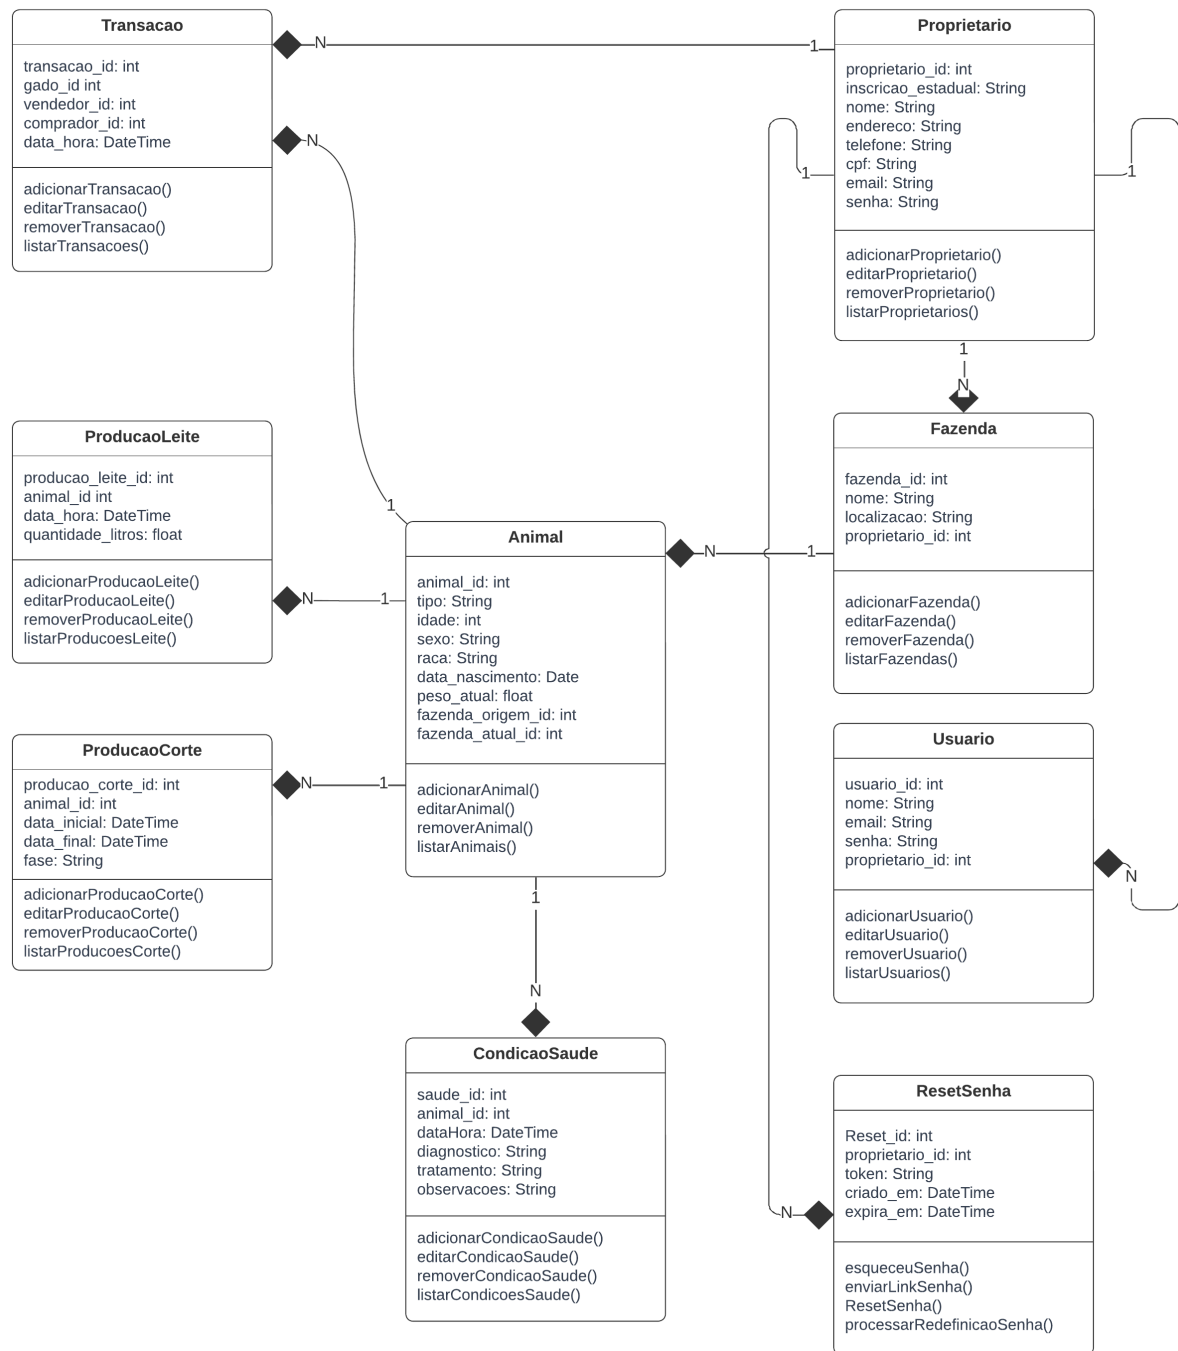 Transacao
transacao_id: int
gado_id int
vendedor_id: int
comprador_id: int
data_hora: DateTime
adicionarTransacao()
editarTransacao()
removerTransacao()
listarTransacoes()
N
1
N
1
Proprietario
proprietario_id: int
inscricao_estadual: String
nome: String
endereco: String
telefone: String
cpf: String
email: String
senha: String
adicionarProprietario()
editarProprietario()
removerProprietario()
listarProprietarios()
1
1
1
N
ProducaoLeite
producao_leite_id: int
animal_id int
data_hora: DateTime
quantidade_litros: float
adicionarProducaoLeite()
editarProducaoLeite()
removerProducaoLeite()
listarProducoesLeite()
N
1
Animal
animal_id: int
tipo: String
idade: int
sexo: String
raca: String
data_nascimento: Date
peso_atual: float
fazenda_origem_id: int
fazenda_atual_id: int
adicionarAnimal()
editarAnimal()
removerAnimal()
listarAnimais()
N
1
Fazenda
fazenda_id: int
nome: String
localizacao: String
proprietario_id: int
adicionarFazenda()
editarFazenda()
removerFazenda()
listarFazendas()
ProducaoCorte
producao_corte_id: int
animal_id: int
data_inicial: DateTime
data_final: DateTime
fase: String
adicionarProducaoCorte()
editarProducaoCorte()
removerProducaoCorte()
listarProducoesCorte()
N
1
Usuario
usuario_id: int
nome: String
email: String
senha: String
proprietario_id: int
adicionarUsuario()
editarUsuario()
removerUsuario()
listarUsuarios()
N
1
N
CondicaoSaude
saude_id: int
animal_id: int
dataHora: DateTime
diagnostico: String
tratamento: String
observacoes: String
adicionarCondicaoSaude()
editarCondicaoSaude()
removerCondicaoSaude()
listarCondicoesSaude()
N
ResetSenha
Reset_id: int
proprietario_id: int
token: String
criado_em: DateTime
expira_em: DateTime
esqueceuSenha()
enviarLinkSenha()
ResetSenha()
processarRedefinicaoSenha()